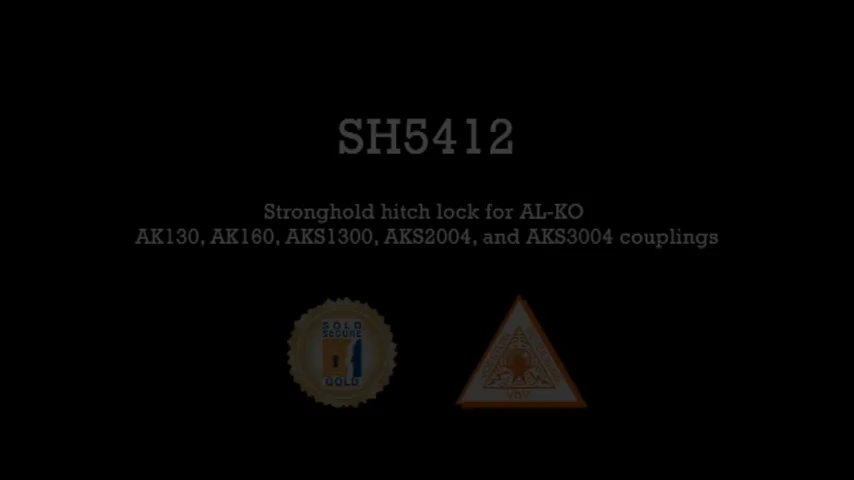 SH5412
Stronghold hitch lock for AL-KO
AK130, AK160, AKS1300, AKS2004, and AKS3004 couplings
SOLD
SECURE
GOLD